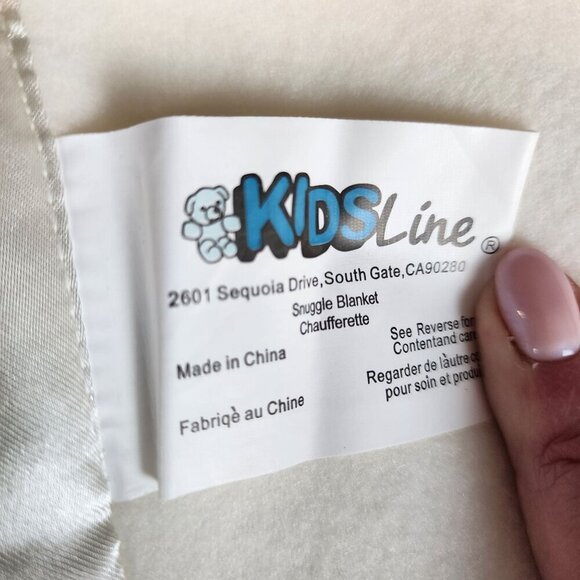 KIDSLine ®
2601 Sequoia Drive,South Gate,CA90280
Snuggle Blanket
Chaufferette
Made in China
See Reverse for
Contentand care
Fabriqè au Chine
Regarder de làutre
pour soin et